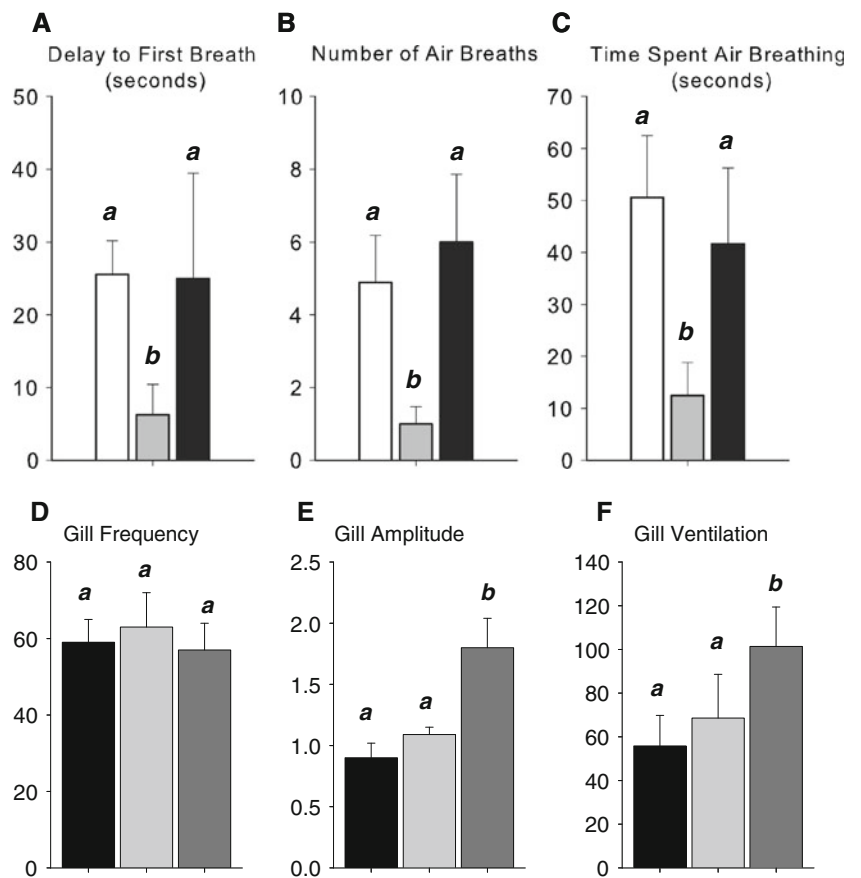 A
Delay to First Breath
(seconds)
50
40
30
20
10
0
a
b
a
B
Number of Air Breaths
10
8
6
4
2
0
a
b
a
C
Time Spent Air Breathing
(seconds)
70
60
50
40
30
20
10
0
a
b
a
D
Gill Frequency
80
60
40
20
0
a
a
a
E
Gill Amplitude
2.5
2.0
1.5
1.0
0.5
0.0
a
a
b
F
Gill Ventilation
140
120
100
80
60
40
20
0
a
a
b